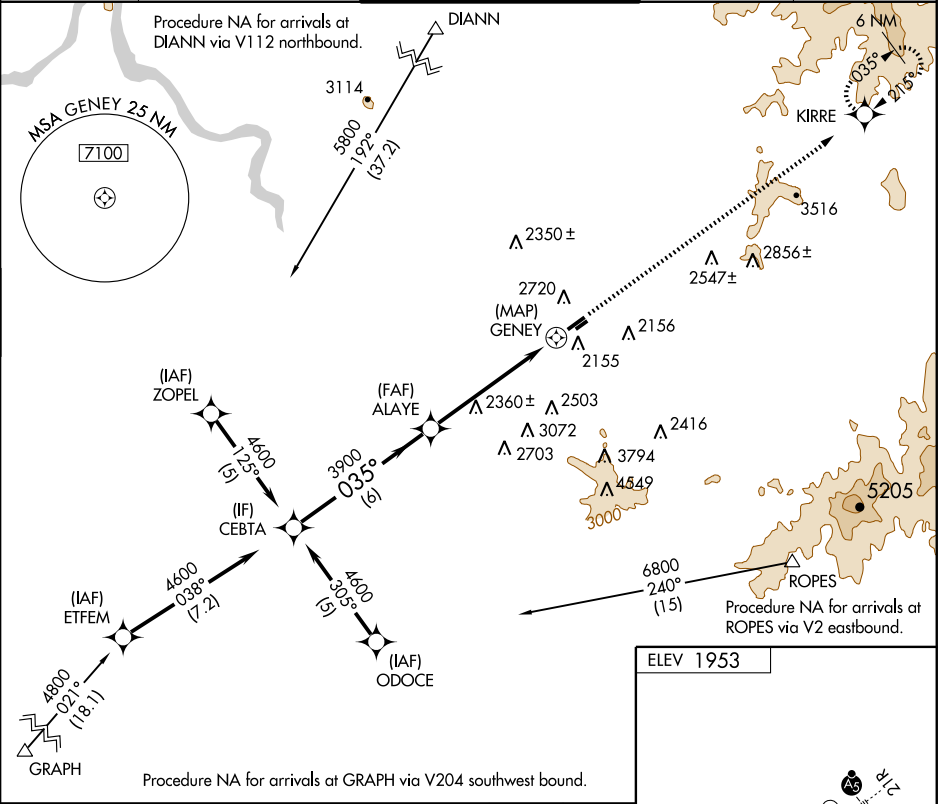 Procedure NA for arrivals at
DIANN via V112 northbound.
DIANN
6 NM
035°
215°
KIRRE
3114
5800
192°
(37.2)
MSA GENEY 25 NM
7100
3516
2350 ±
2547±
2856±
2720
(MAP)
GENEY
2156
2155
(IAF)
ZOPEL
(FAF)
ALAYE
2360 ±
2503
3072
2703
2416
3794
4549
3000
5205
4600
125°
(5)
3900
035°
(6)
(IF)
CEBTA
4600
038°
(7.2)
4600
305°
(5)
(IAF)
ETFEM
(IAF)
ODOCE
6800
240°
(15)
ROPES
Procedure NA for arrivals at
ROPES via V2 eastbound.
4800
021°
(18.1)
GRAPH
Procedure NA for arrivals at GRAPH via V204 southwest bound.
ELEV 1953
A5
21R